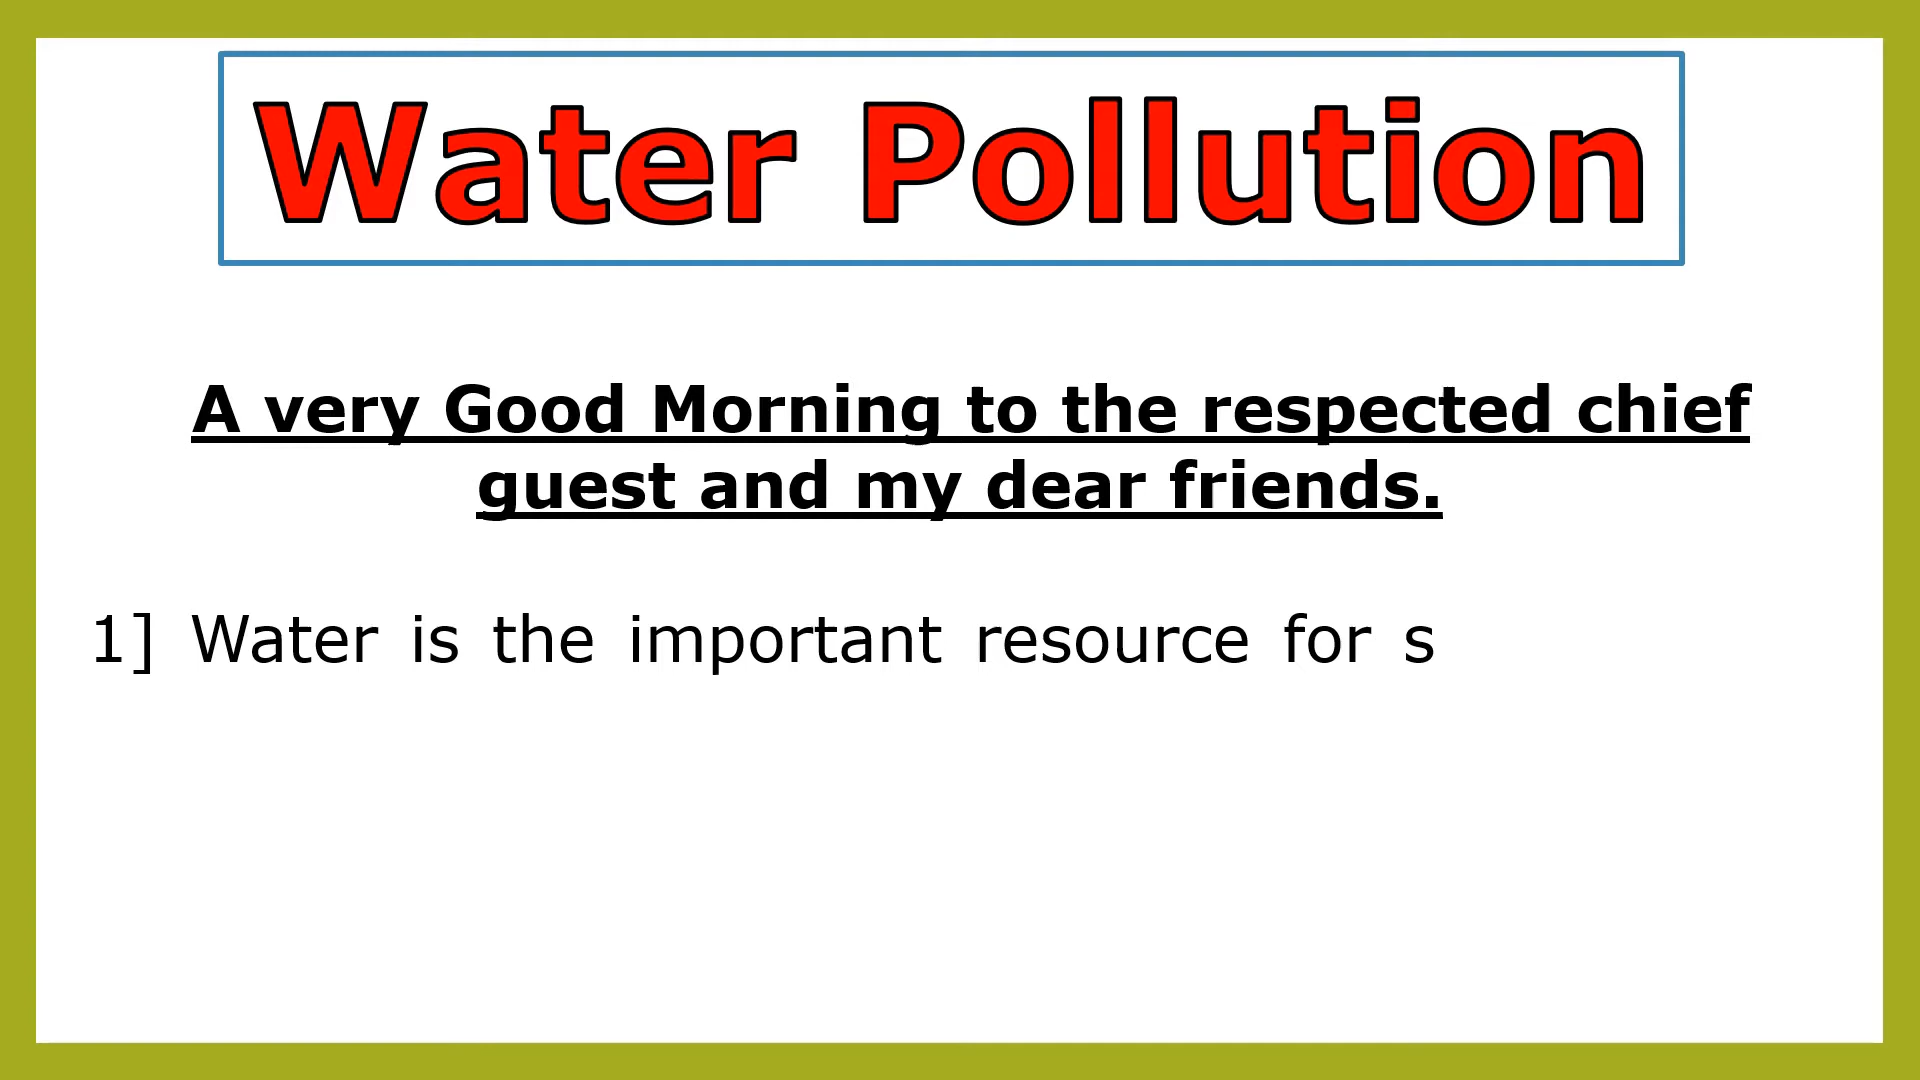 Water Pollution
A very Good Morning to the respected chief
guest and my dear friends.
1] Water is the important resource for s